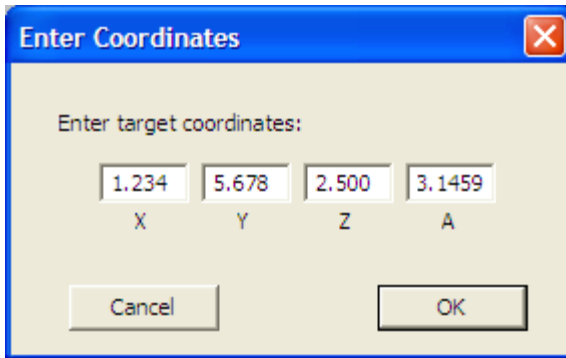 Enter Coordinates
Enter target coordinates:
1.234 5.678 2.500 3.1459
X Y Z A
Cancel OK